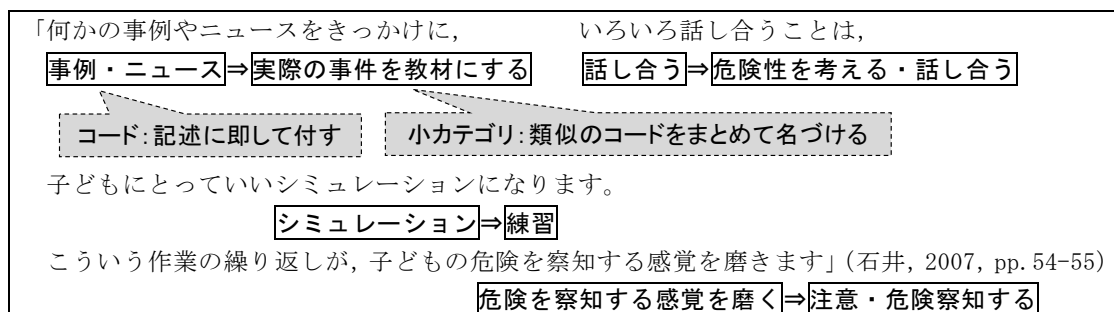 「何かの事例やニュースをきっかけに, いろいろ話し合うことは,
事例・ニュース⇒実際の事件を教材にする 話し合う⇒危険性を考える・話し合う
コード：記述に即して付す 小カテゴリ：類似のコードをまとめて名づける
子どもにとっていいシミュレーションになります。
シミュレーション⇒練習
こういう作業の繰り返しが, 子どもの危険を察知する感覚を磨きます」(石井, 2007, pp.54-55)
危険を察知する感覚を磨く⇒注意・危険察知する